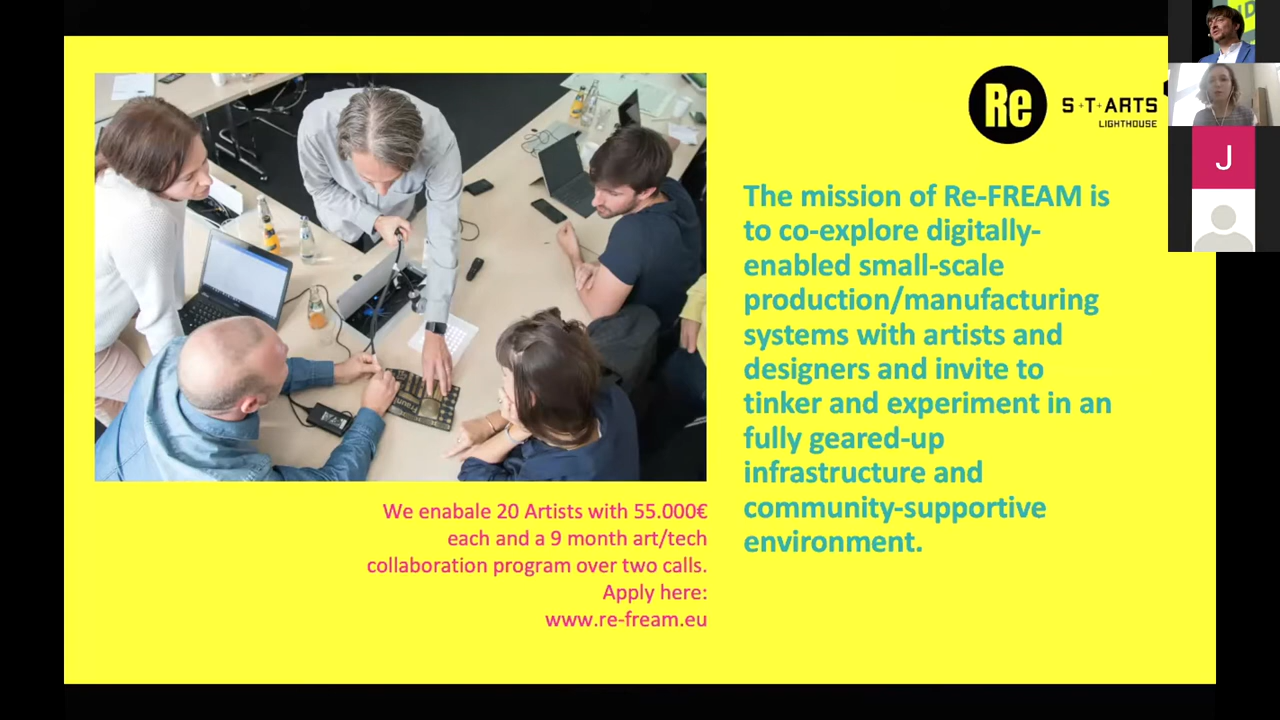 Re
S+T+ARTS
LIGHTHOUSE
J
The mission of Re-FREAM is
to co-explore digitally-
enabled small-scale
production/manufacturing
systems with artists and
designers and invite to
tinker and experiment in an
fully geared-up
infrastructure and
community-supportive
environment.
We enabale 20 Artists with 55.000€
each and a 9 month art/tech
collaboration program over two calls.
Apply here:
www.re-fream.eu